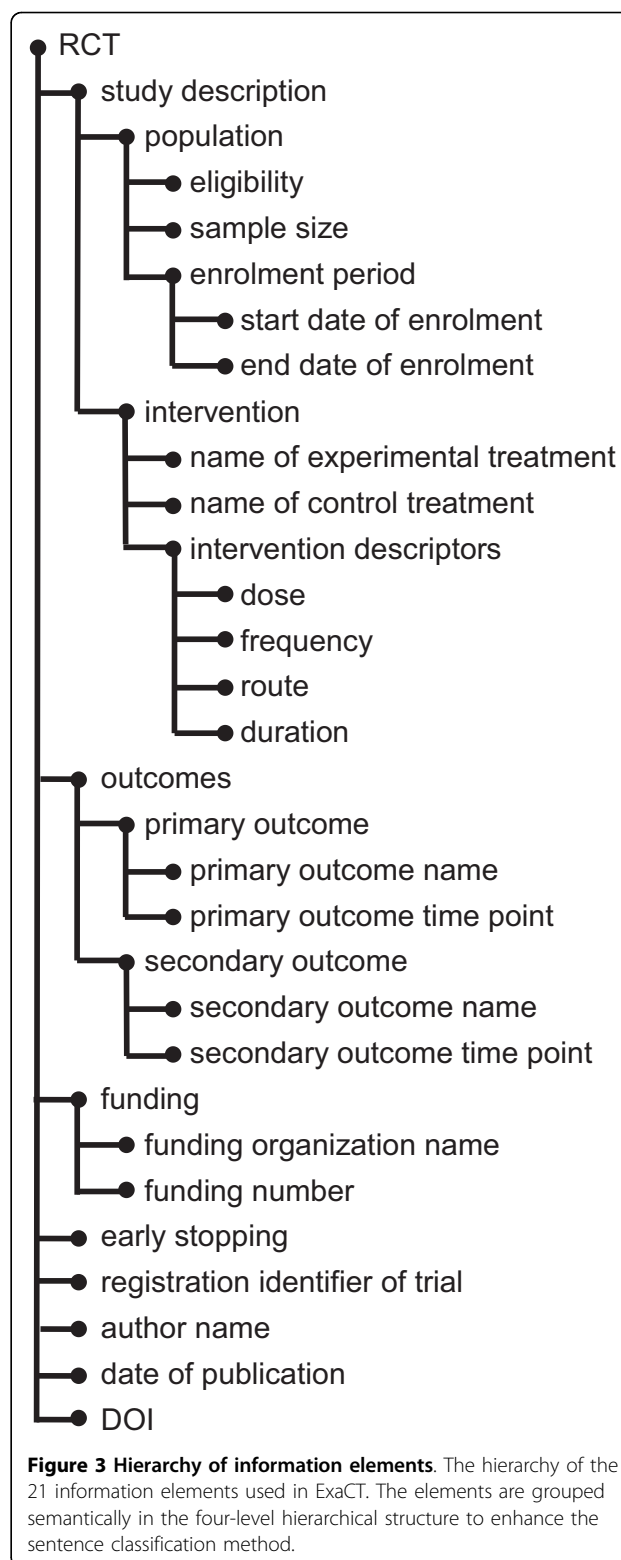 RCT
study description
population
eligibility
sample size
enrolment period
start date of enrolment
end date of enrolment
intervention
name of experimental treatment
name of control treatment
intervention descriptors
dose
frequency
route
duration
outcomes
primary outcome
primary outcome name
primary outcome time point
secondary outcome
secondary outcome name
secondary outcome time point
funding
funding organization name
funding number
early stopping
registration identifier of trial
author name
date of publication
DOI
Figure 3 Hierarchy of information elements. The hierarchy of the
21 information elements used in ExaCT. The elements are grouped
semantically in the four-level hierarchical structure to enhance the
sentence classification method.